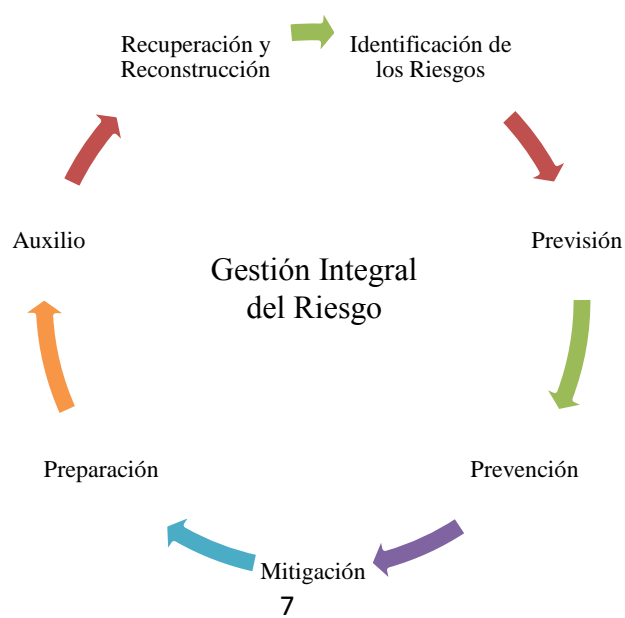 Recuperación y
Reconstrucción
Identificación de
los Riesgos
Previsión
Prevención
Mitigación
Preparación
Auxilio
Gestión Integral
del Riesgo
7